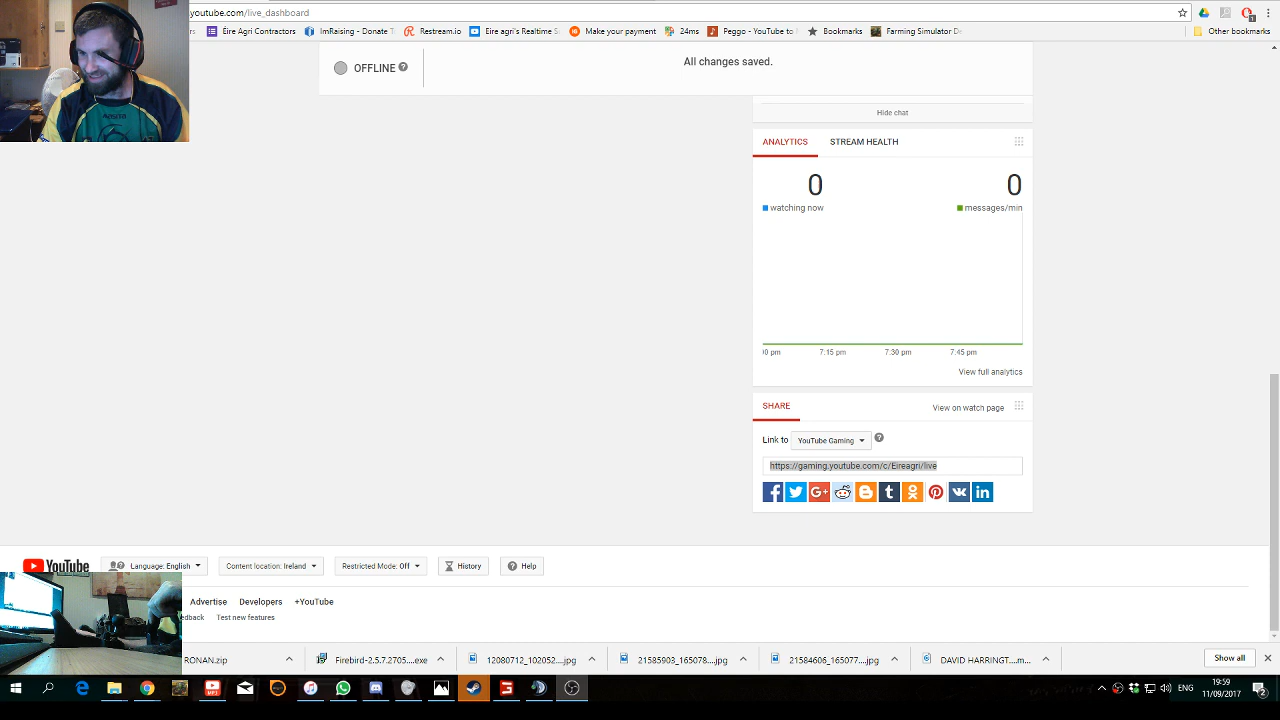 youtube.com/live_dashboard
Éire Agri Contractors ImRaising - Donate T Restream.io Eire agri's Realtime S Make your payment 24ms Peggo - YouTube to Bookmarks Farming Simulator De Other bookmarks
OFFLINE
All changes saved.
Hide chat
ANALYTICS STREAM HEALTH
0 0
watching now messages/min
7:15 pm 7:30 pm 7:45 pm
View full analytics
SHARE View on watch page
Link to YouTube Gaming
https://gaming.youtube.com/c/Eireagri/live
YouTube Language: English Content location: Ireland Restricted Mode: Off History Help
Advertise Developers +YouTube
edback Test new features
RONAN.zip Firebird-2.5.7.2705....exe 12080712_102052....jpg 21585903_165078....jpg 21584606_165077....jpg DAVID HARRINGT....m... Show all
ENG 19:59
11/09/2017